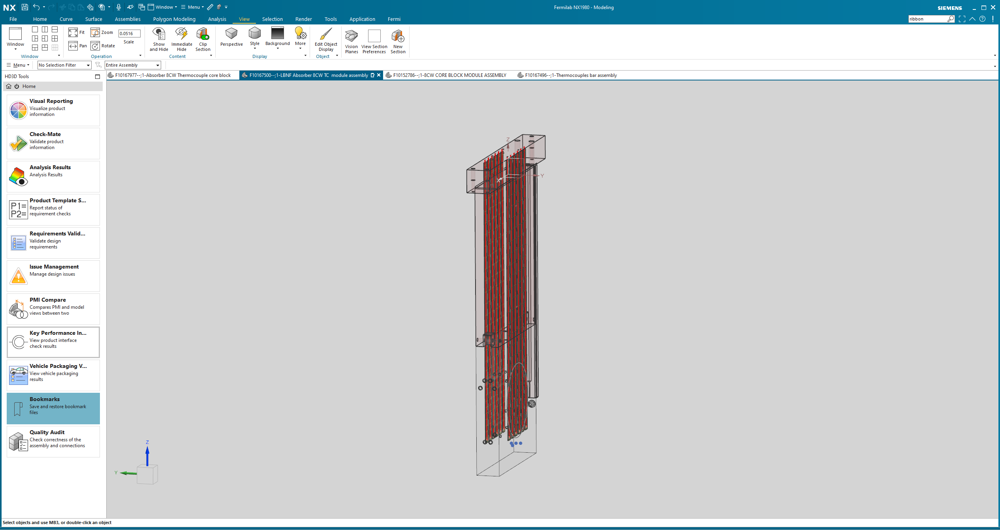 NX
Window
Menu
Fermilab NX1980 - Modeling
SIEMENS
File
Home
Curve
Surface
Assemblies
Polygon Modeling
Analysis
View
Selection
Render
Tools
Application
Fermi
ribbon
Window
Fit
Zoom
0.0516
Pan
Rotate
Scale
Show and Hide
Immediate Hide
Clip Section
Perspective
Style
Background
More
Edit Object Display
Vision Planes
View Section Preferences
New Section
Window
Operation
Content
Display
Object
Menu
No Selection Filter
Entire Assembly
HD3D Tools
F10167977--;1-Absorber 8CW Thermocouple core block
F10167500--;1-LBNF Absorber 8CW TC module assembly
F10152786--;1-8CW CORE BLOCK MODULE ASSEMBLY
F10167496--;1-Thermocouples bar assembly
Home
Visual Reporting
Visualize product
information
Check-Mate
Validate product
information
Analysis Results
Analysis Results
Product Template S...
P1=
P2=
Report status of
requirement checks
Requirements Valid...
Validate design
requirements
Issue Management
Manage design issues
PMI Compare
Compares PMI and model
views between two
Key Performance In...
View product interface
check results
Vehicle Packaging V...
View vehicle packaging
results
Bookmarks
Save and restore bookmark
files
Quality Audit
Check correctness of the
assembly and connections
Z
Y
X
Z
Y
Select objects and use MB3, or double-click an object